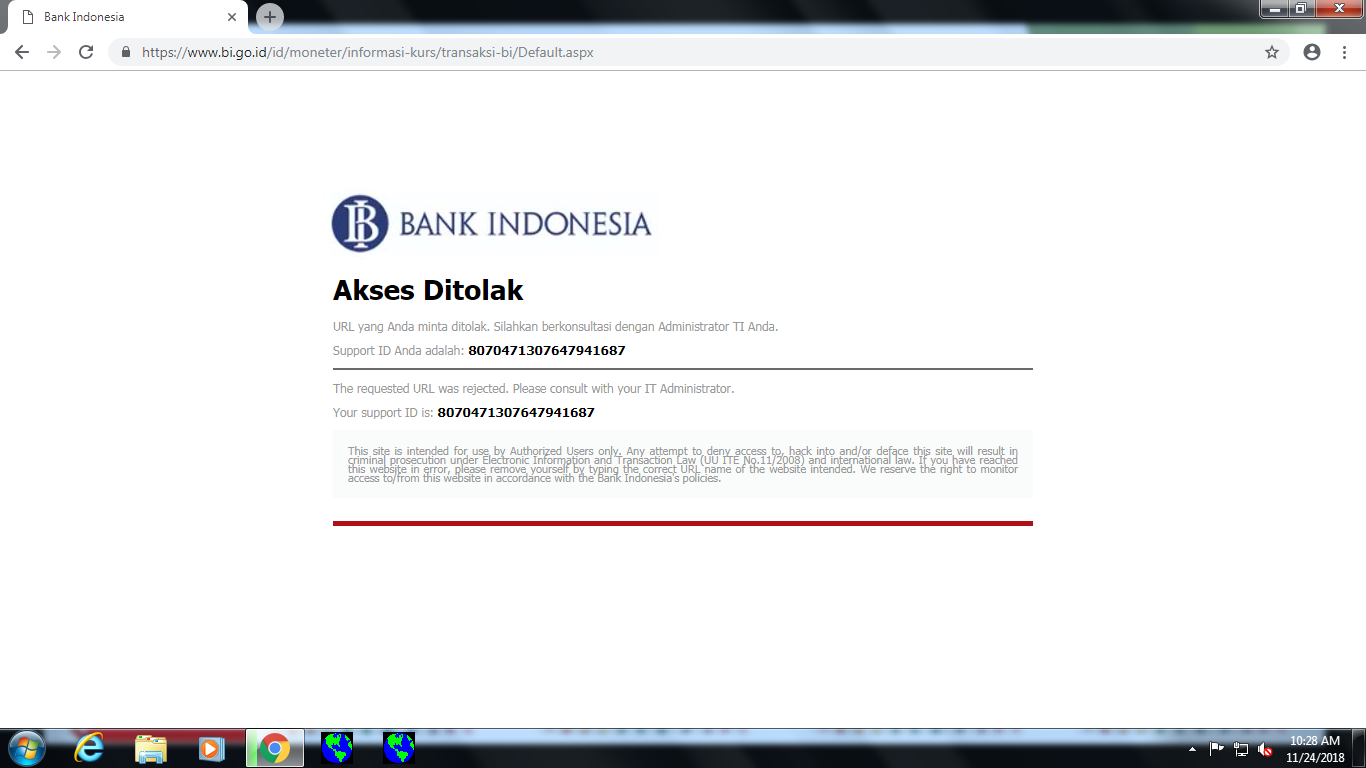 Bank Indonesia
https://www.bi.go.id/id/moneter/informasi-kurs/transaksi-bi/Default.aspx
BANK INDONESIA
Akses Ditolak
URL yang Anda minta ditolak. Silahkan berkonsultasi dengan Administrator TI Anda.
Support ID Anda adalah: 8070471307647941687
The requested URL was rejected. Please consult with your IT Administrator.
Your support ID is: 8070471307647941687
This site is intended for use by Authorized Users only. Any attempt to deny access to, hack into and/or deface this site will result in
criminal prosecution under Electronic Information and Transaction Law (UU ITE No.11/2008) and international law. If you have reached
this website in error, please remove yourself by typing the correct URL name of the website intended. We reserve the right to monitor
access to/from this website in accordance with the Bank Indonesia's policies.
10:28 AM
11/24/2018